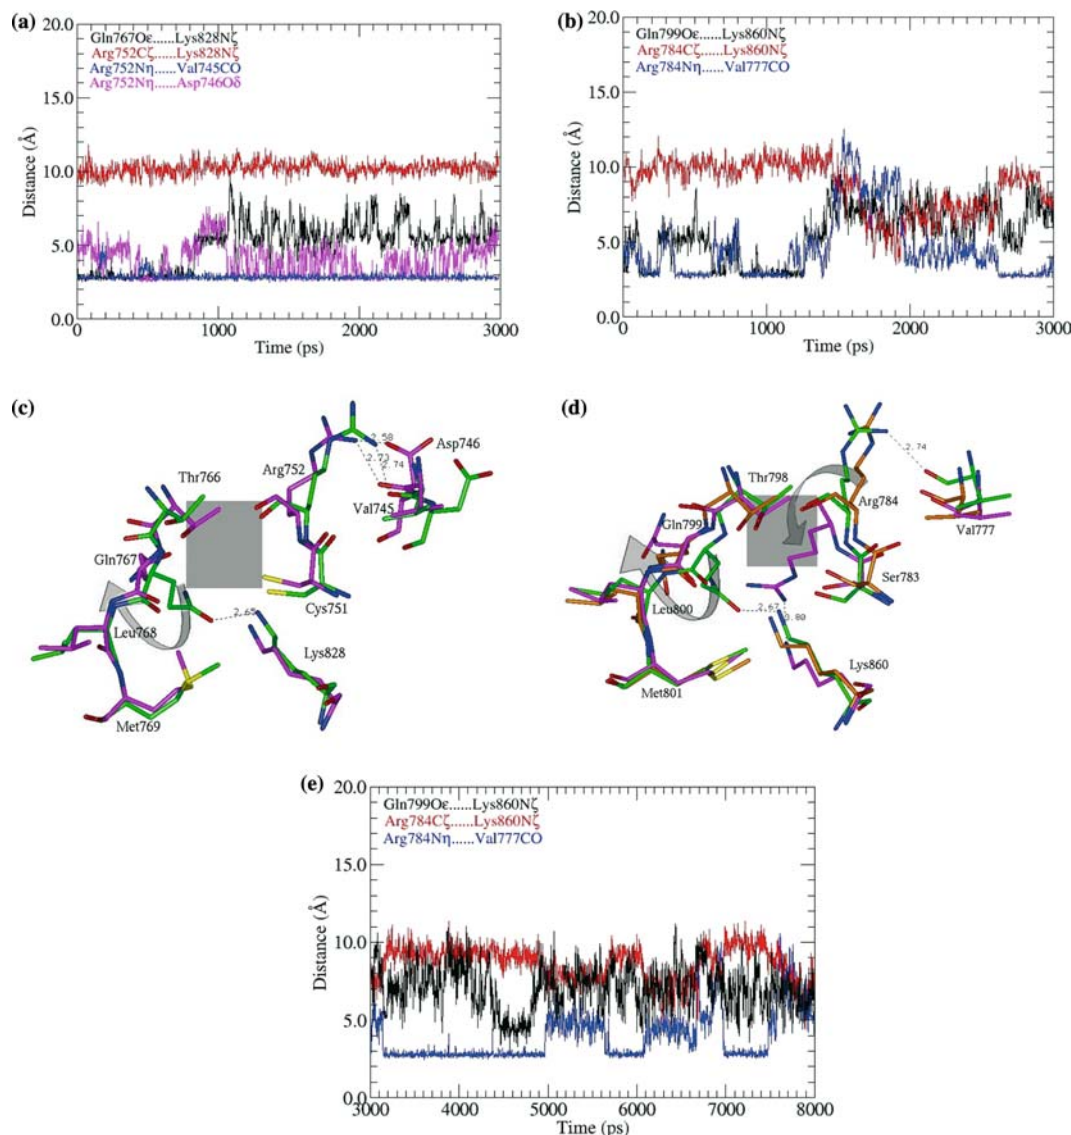 (a)
20.0
15.0
10.0
5.0
0.0
Distance (Å)
Gln767Oε......Lys828Nζ
Arg752Cζ......Lys828Nζ
Arg752Nη......Val745CO
Arg752Nη......Asp746Oδ
0 1000 2000 3000
Time (ps)
(b)
20.0
15.0
10.0
5.0
0.0
Distance (Å)
Gln799Oε......Lys860Nζ
Arg784Cζ......Lys860Nζ
Arg784Nη......Val777CO
0 1000 2000 3000
Time (ps)
(c)
2.58
Asp746
2.73
2.74
Arg752
Thr766
Val745
Gln767
Cys751
2.65
Leu768
Lys828
Met769
(d)
2.74
Thr798
Arg784
Val777
Gln799
Ser783
Leu800
2.67
Lys860
Met801
(e)
20.0
15.0
10.0
5.0
0.0
Distance (Å)
Gln799Oε......Lys860Nζ
Arg784Cζ......Lys860Nζ
Arg784Nη......Val777CO
3000 4000 5000 6000 7000 8000
Time (ps)